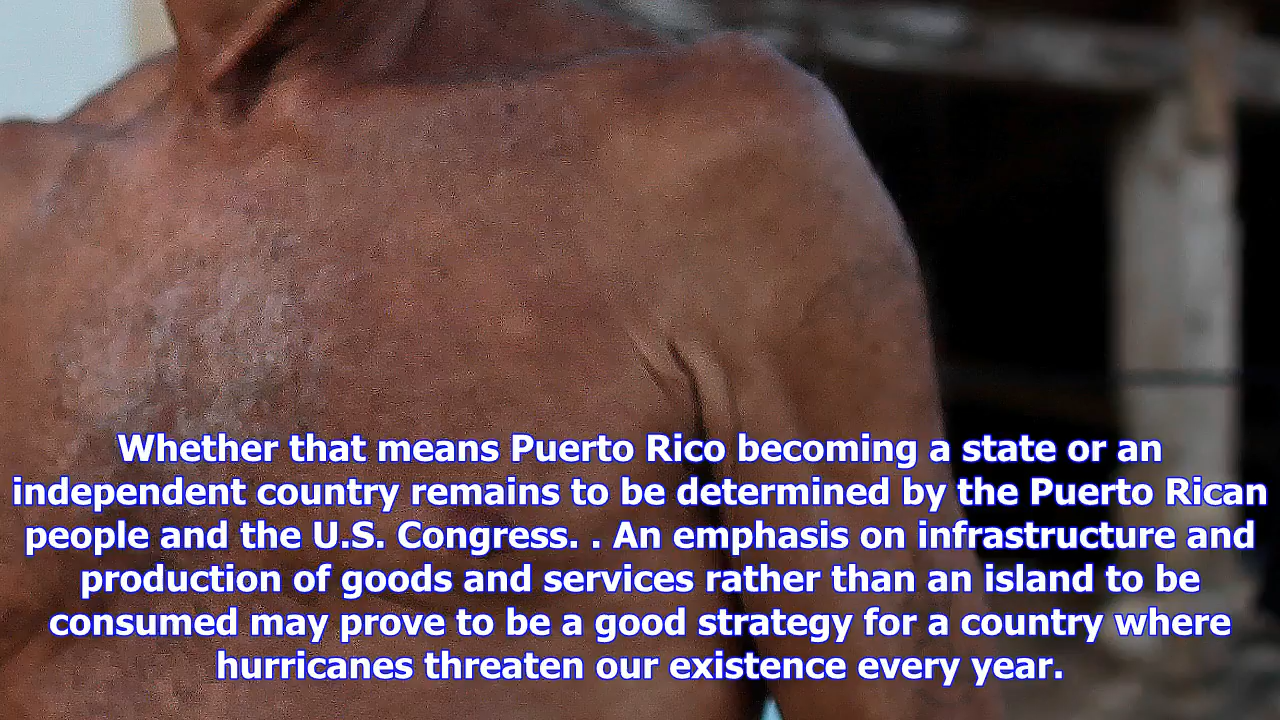 Whether that means Puerto Rico becoming a state or an
independent country remains to be determined by the Puerto Rican
people and the U.S. Congress. . An emphasis on infrastructure and
production of goods and services rather than an island to be
consumed may prove to be a good strategy for a country where
hurricanes threaten our existence every year.